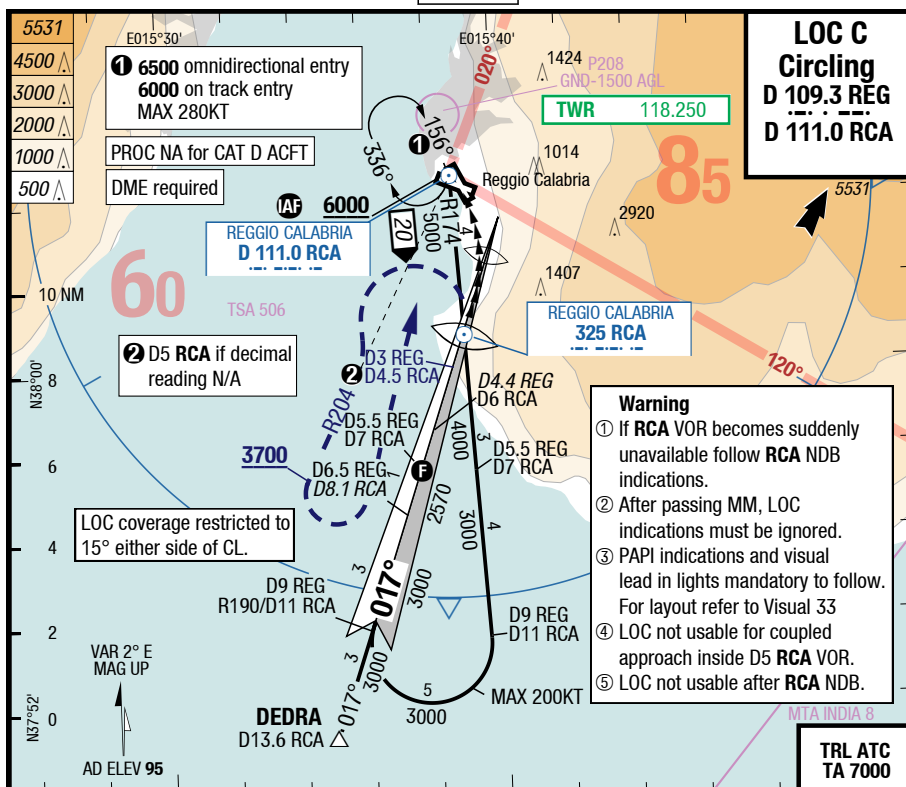 5531
4500
3000
2000
1000
500
E015°30'
E015°40'
1 6500 omnidirectional entry
6000 on track entry
MAX 280KT
PROC NA for CAT D ACFT
DME required
LOC C
Circling
D 109.3 REG
D 111.0 RCA
020°
1424
P208
GND-1500 AGL
TWR 118.250
156°
1
336°
1014
85
Reggio Calabria
5531
IAF 6000
R174
4
5000
20
2920
REGGIO CALABRIA
D 111.0 RCA
1407
60
10 NM
TSA 506
REGGIO CALABRIA
325 RCA
2 D5 RCA if decimal
reading N/A
N38°00'
8
2
D3 REG
D4.5 RCA
120°
D4.4 REG
D6 RCA
R204
D5.5 REG
D7 RCA
4000
3
D5.5 REG
D7 RCA
3700
6
D6.5 REG
D8.1 RCA
F
2570
4
3000
LOC coverage restricted to
15° either side of CL.
4
3
017°
3000
D9 REG
R190/D11 RCA
D9 REG
D11 RCA
2
VAR 2° E
MAG UP
3
3000
017°
5
3000
MAX 200KT
DEDRA
D13.6 RCA
N37°52'
0
AD ELEV 95
Warning
① If RCA VOR becomes suddenly
unavailable follow RCA NDB
indications.
② After passing MM, LOC
indications must be ignored.
③ PAPI indications and visual
lead in lights mandatory to follow.
For layout refer to Visual 33
④ LOC not usable for coupled
approach inside D5 RCA VOR.
⑤ LOC not usable after RCA NDB.
MTA INDIA 8
TRL ATC
TA 7000